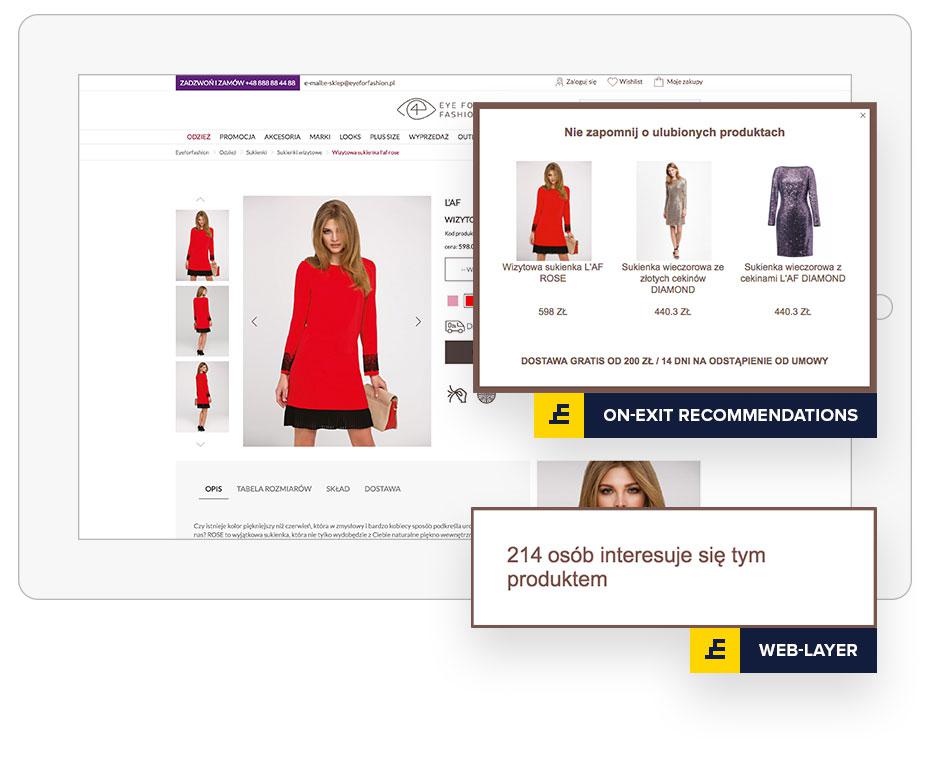 ZADZWOŃ I ZAMÓW +48 888 88 44 88
e-mail:e-sklep@eyeforfashion.pl
Zaloguj się
Wishlist
Moje zakupy
EYE FO
FASHIO
ODZIEŻ PROMOCJA AKCESORIA MARKI LOOKS PLUS SIZE WYPRZEDAŻ OUTL
Eyeforfashion > Odzież > Sukienki > Sukienki wizytowe > Wizytowa sukienka l'af rose
L'AF
WIZYTO
Kod produk
cena: 598.0
-- W
D
Nie zapomnij o ulubionych produktach
Wizytowa sukienka L'AF
ROSE
598 ZŁ
Sukienka wieczorowa ze
złotych cekinów
DIAMOND
440.3 ZŁ
Sukienka wieczorowa z
cekinami L'AF DIAMOND
440.3 ZŁ
DOSTAWA GRATIS OD 200 ZŁ / 14 DNI NA ODSTĄPIENIE OD UMOWY
ON-EXIT RECOMMENDATIONS
OPIS TABELA ROZMIARÓW SKŁAD DOSTAWA
Czy istnieje kolor piękniejszy niż czerwień, która w zmysłowy i bardzo kobiecy sposób podkreśla uro
nas? ROSE to wyjątkowa sukienka, która nie tylko wydobędzie z Ciebie naturalne piękno wewnętrzn
214 osób interesuje się tym
produktem
WEB-LAYER